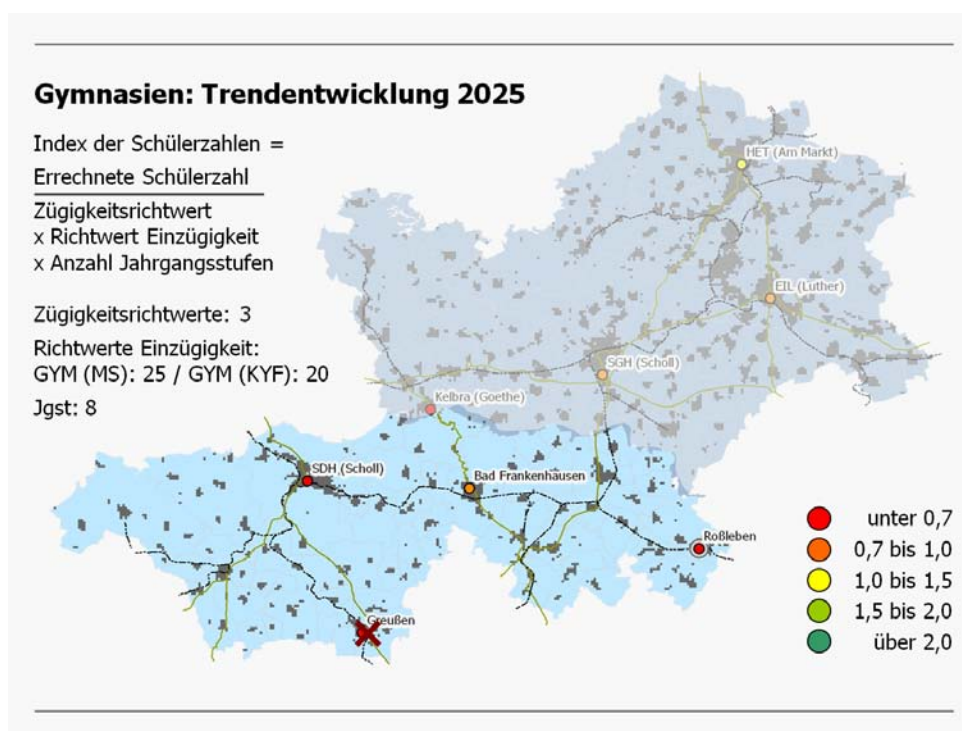 Gymnasien: Trendentwicklung 2025
Index der Schülerzahlen =
Errechnete Schülerzahl
Zügigkeitsrichtwert
x Richtwert Einzügigkeit
x Anzahl Jahrgangsstufen
Zügigkeitsrichtwerte: 3
Richtwerte Einzügigkeit:
GYM (MS): 25 / GYM (KYF): 20
Jgst: 8
HET (Am Markt)
EIL (Luther)
SGH (Scholl)
Kelbra (Goethe)
SDH (Scholl)
Bad Frankenhausen
Roßleben
Greußen
unter 0,7
0,7 bis 1,0
1,0 bis 1,5
1,5 bis 2,0
über 2,0